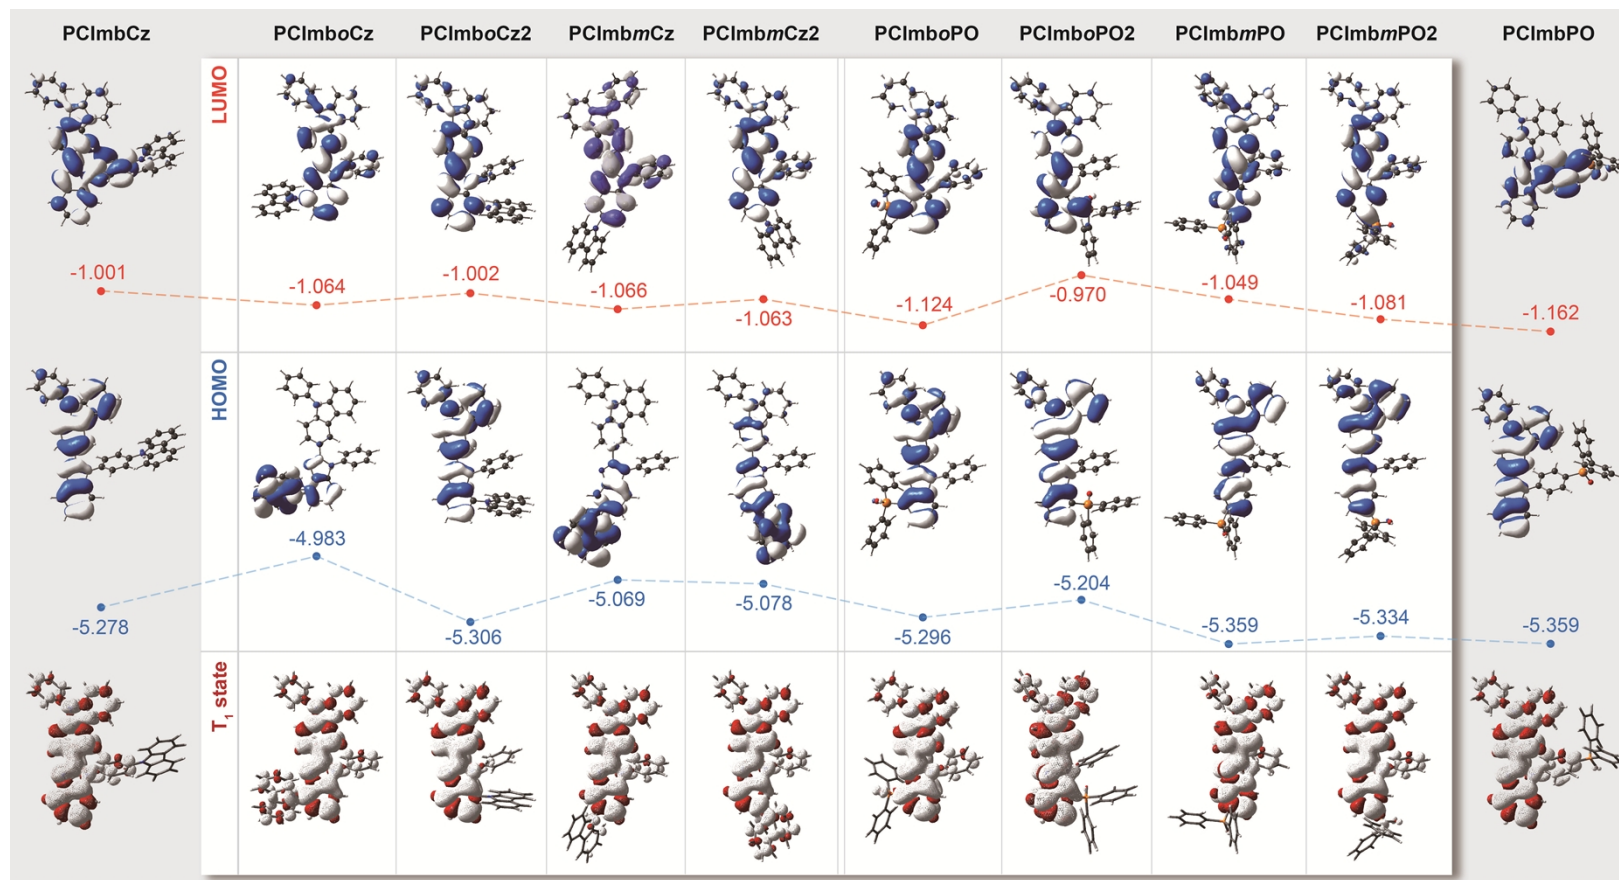 PCImbCz PCImboCz PCImboCz2 PCImbmCz PCImbmCz2 PCImboPO PCImboPO2 PCImbmPO PCImbmPO2 PCImbPO
LUMO
-1.001 -1.064 -1.002 -1.066 -1.063 -1.124 -0.970 -1.049 -1.081 -1.162
HOMO
-5.278 -4.983 -5.306 -5.069 -5.078 -5.296 -5.204 -5.359 -5.334 -5.359
T1 state